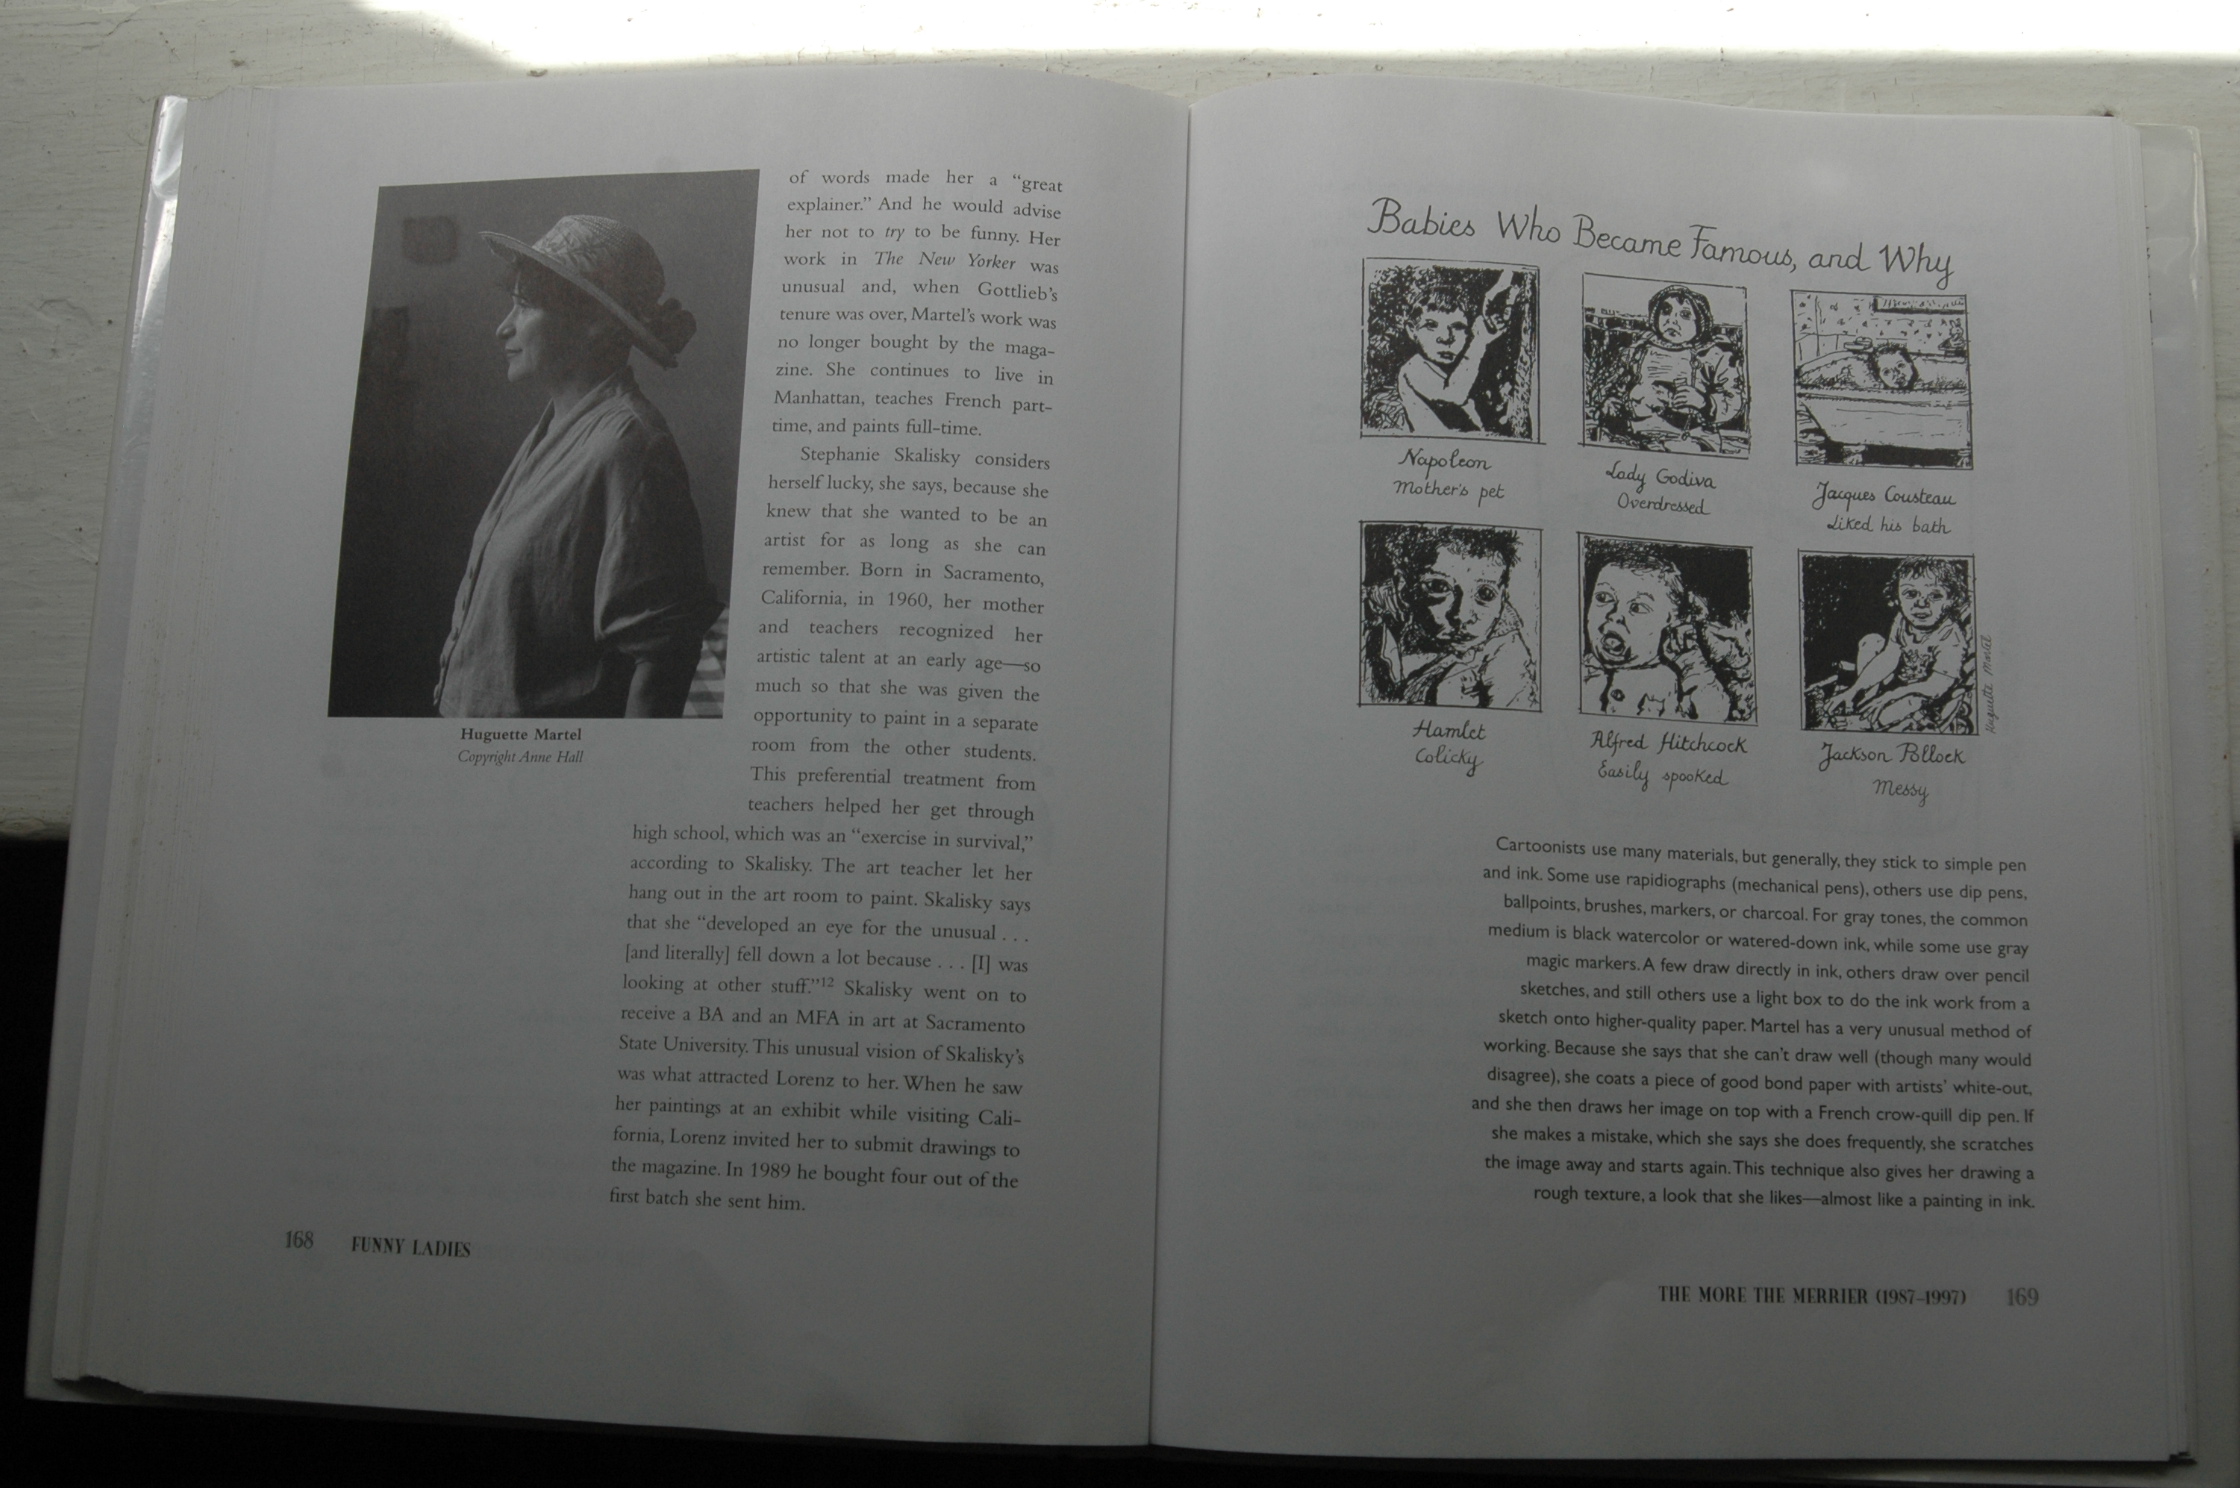 of words made her a “great
explainer.” And he would advise
her not to try to be funny. Her
work in The New Yorker was
unusual and, when Gottlieb’s
tenure was over, Martel’s work was
no longer bought by the maga-
zine. She continues to live in
Manhattan, teaches French part-
time, and paints full-time.
Stephanie Skalisky considers
herself lucky, she says, because she
knew that she wanted to be an
artist for as long as she can
remember. Born in Sacramento,
California, in 1960, her mother
and teachers recognized her
artistic talent at an early age—so
much so that she was given the
opportunity to paint in a separate
room from the other students.
This preferential treatment from
teachers helped her get through
high school, which was an “exercise in survival,”
according to Skalisky. The art teacher let her
hang out in the art room to paint. Skalisky says
that she “developed an eye for the unusual . . .
[and literally] fell down a lot because . . . [I] was
looking at other stuff.”12 Skalisky went on to
receive a BA and an MFA in art at Sacramento
State University. This unusual vision of Skalisky’s
was what attracted Lorenz to her. When he saw
her paintings at an exhibit while visiting Cali-
fornia, Lorenz invited her to submit drawings to
the magazine. In 1989 he bought four out of the
first batch she sent him.
Huguette Martel
Copyright Anne Hall
168 FUNNY LADIES
Babies Who Became Famous, and Why
Napoleon
Mother's pet
Lady Godiva
Overdressed
Jacques Cousteau
Liked his bath
Hamlet
Colicky
Alfred Hitchcock
Easily spooked
Jackson Pollock
Messy
Huguette Martel
Cartoonists use many materials, but generally, they stick to simple pen
and ink. Some use rapidiographs (mechanical pens), others use dip pens,
ballpoints, brushes, markers, or charcoal. For gray tones, the common
medium is black watercolor or watered-down ink, while some use gray
magic markers. A few draw directly in ink, others draw over pencil
sketches, and still others use a light box to do the ink work from a
sketch onto higher-quality paper. Martel has a very unusual method of
working. Because she says that she can’t draw well (though many would
disagree), she coats a piece of good bond paper with artists’ white-out,
and she then draws her image on top with a French crow-quill dip pen. If
she makes a mistake, which she says she does frequently, she scratches
the image away and starts again. This technique also gives her drawing a
rough texture, a look that she likes—almost like a painting in ink.
THE MORE THE MERRIER (1987–1997) 169